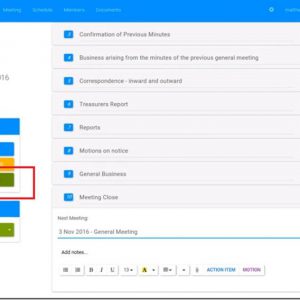 Meeting Schedule Members Documents
2016
3 Confirmation of Previous Minutes
4 Business arising from the minutes of the previous general meeting
5 Correspondence - inward and outward
6 Treasurers Report
7 Reports
8 Motions on notice
9 General Business
10 Meeting Close
Next Meeting:
3 Nov 2016 - General Meeting
Add notes...
B I U 13 A ACTION ITEM MOTION